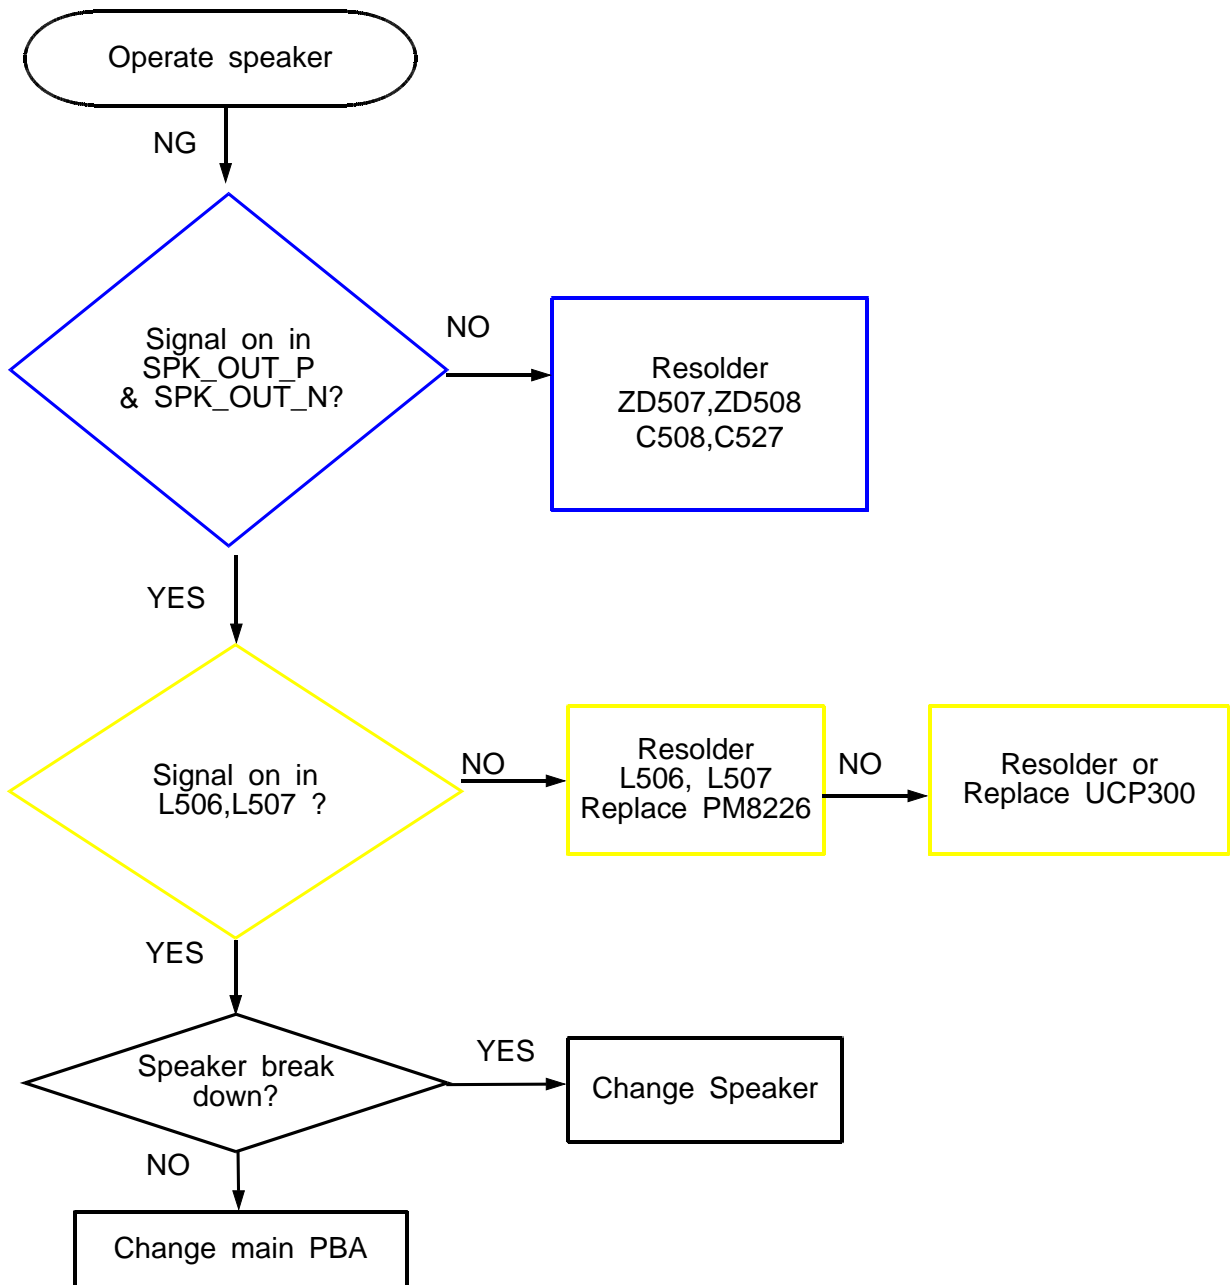 Operate speaker
NG
Signal on in
SPK_OUT_P
& SPK_OUT_N?
NO
Resolder
ZD507,ZD508
C508,C527
YES
Signal on in
L506,L507 ?
NO
Resolder
L506, L507
Replace PM8226
NO
Resolder or
Replace UCP300
YES
Speaker break
down?
YES
Change Speaker
NO
Change main PBA